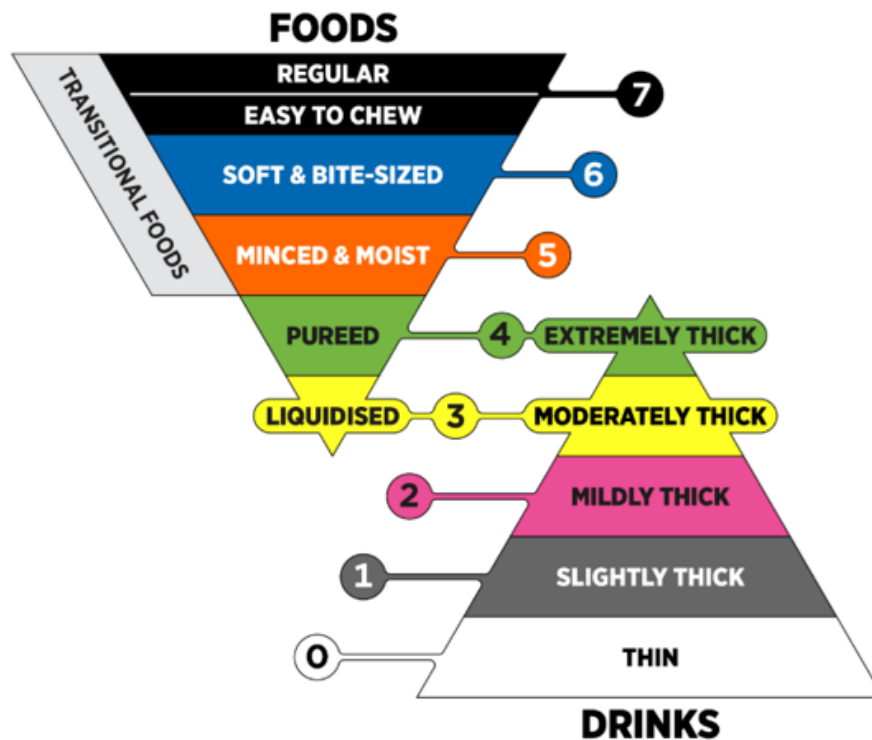 FOODS
REGULAR
7
EASY TO CHEW
TRANSITIONAL FOODS
SOFT & BITE-SIZED
6
MINCED & MOIST
5
PUREED
4
EXTREMELY THICK
LIQUIDISED
3
MODERATELY THICK
2
MILDLY THICK
1
SLIGHTLY THICK
0
THIN
DRINKS